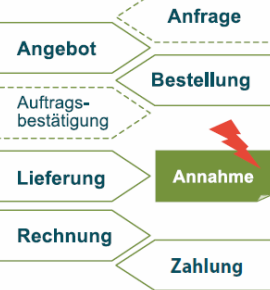 Anfrage
Angebot
Bestellung
Auftrags-
bestätigung
Lieferung
Annahme
Rechnung
Zahlung